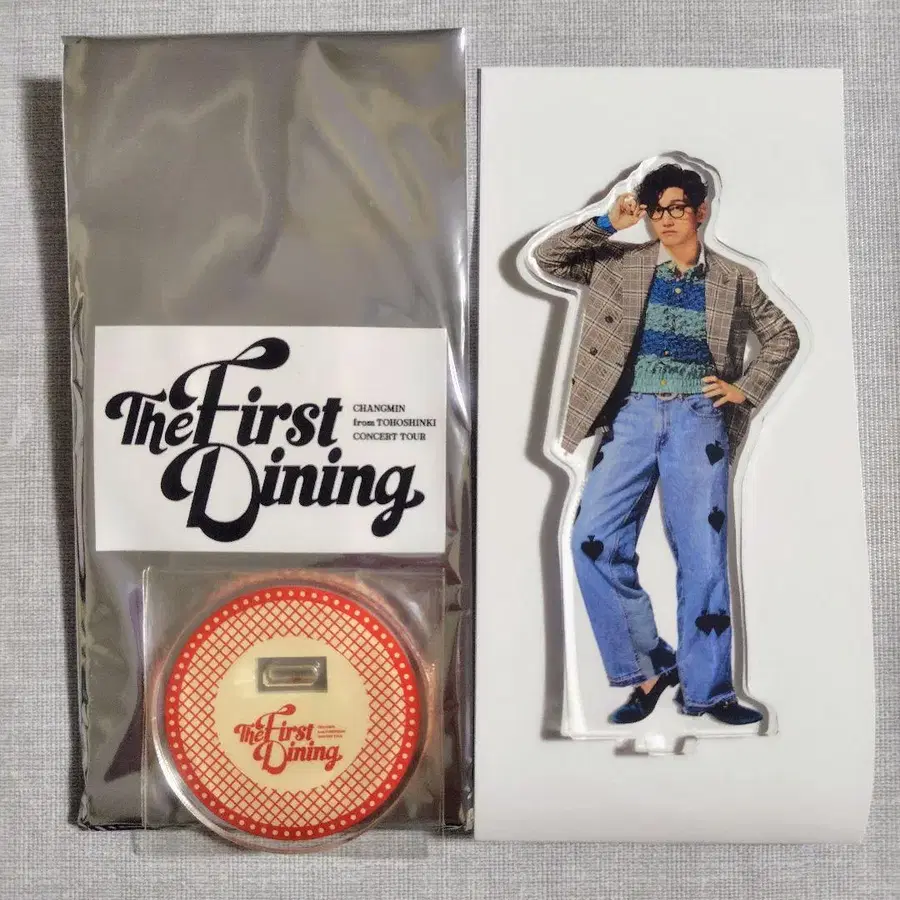 The First
Dining
CHANGMIN
from TOHOSHINKI
CONCERT TOUR
The First
Dining